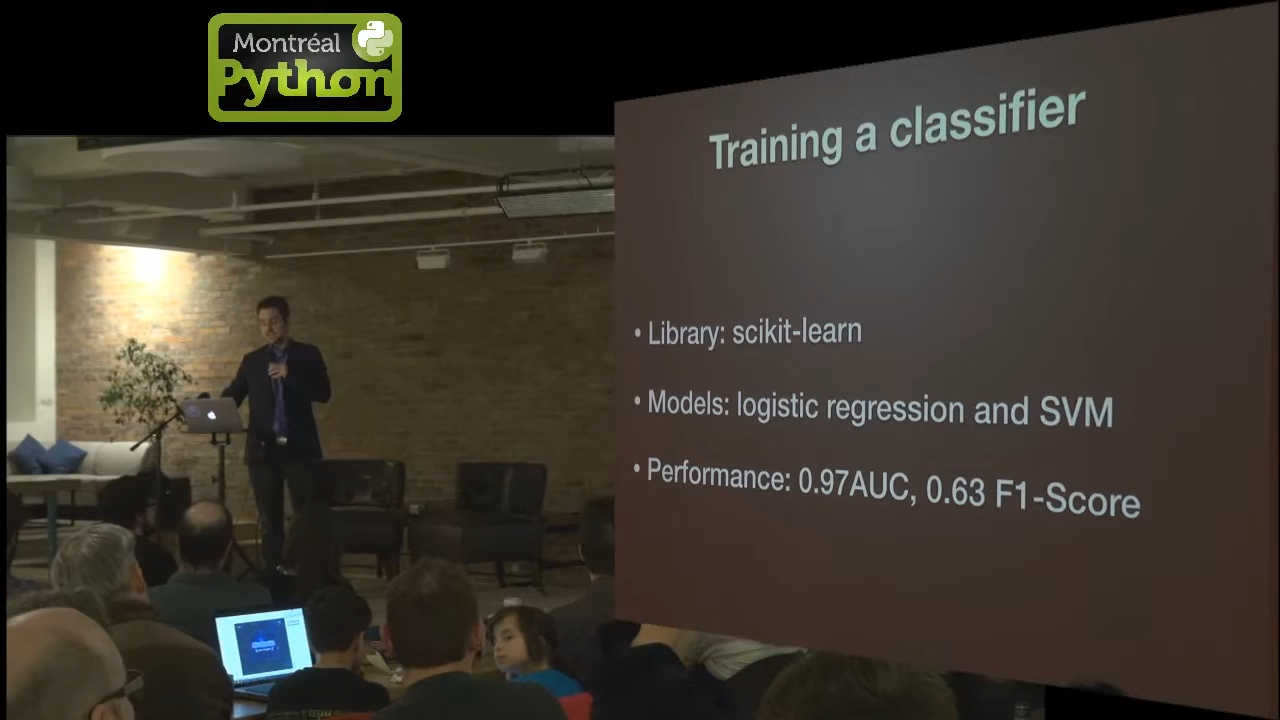 Montréal
Python
Training a classifier
• Library: scikit-learn
• Models: logistic regression and SVM
• Performance: 0.97AUC, 0.63 F1-Score